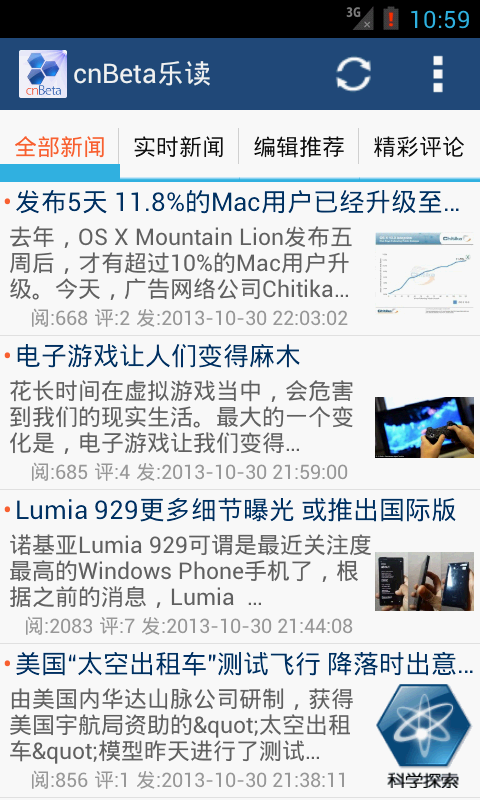 3G 10:59
cnBeta cnBeta乐读
全部新闻 实时新闻 编辑推荐 精彩评论
发布5天 11.8%的Mac用户已经升级至...
去年，OS X Mountain Lion发布五
周后，才有超过10%的Mac用户升
级。今天，广告网络公司Chitika...
Chitika
阅:668 评:2 发:2013-10-30 22:03:02
电子游戏让人们变得麻木
花长时间在虚拟游戏当中，会危害
到我们的现实生活。最大的一个变
化是，电子游戏让我们变得...
阅:685 评:4 发:2013-10-30 21:59:00
Lumia 929更多细节曝光 或推出国际版
诺基亚Lumia 929可谓是最近关注度
最高的Windows Phone手机了，根
据之前的消息，Lumia ...
阅:2083 评:7 发:2013-10-30 21:44:08
美国“太空出租车”测试飞行 降落时出意...
由美国内华达山脉公司研制，获得
美国宇航局资助的&quot;太空出租
车&quot;模型昨天进行了测试...
科学探索
阅:856 评:1 发:2013-10-30 21:38:11